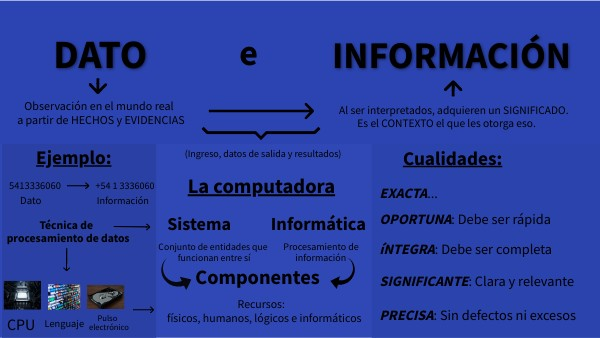 DATO e INFORMACIÓN
Observación en el mundo real
a partir de HECHOS y EVIDENCIAS
Al ser interpretados, adquieren un SIGNIFICADO.
Es el CONTEXTO el que les otorga eso.
(Ingreso, datos de salida y resultados)
Ejemplo:
5413336060 +54 1 3336060
Dato Información
Técnica de
procesamiento de datos
CPU Lenguaje Pulso
electrónico
La computadora
Sistema Informática
Conjunto de entidades que
funcionan entre sí
Procesamiento de
información
Componentes
Recursos:
físicos, humanos, lógicos e informáticos
Cualidades:
EXACTA...
OPORTUNA: Debe ser rápida
íNTEGRA: Debe ser completa
SIGNIFICANTE: Clara y relevante
PRECISA: Sin defectos ni excesos